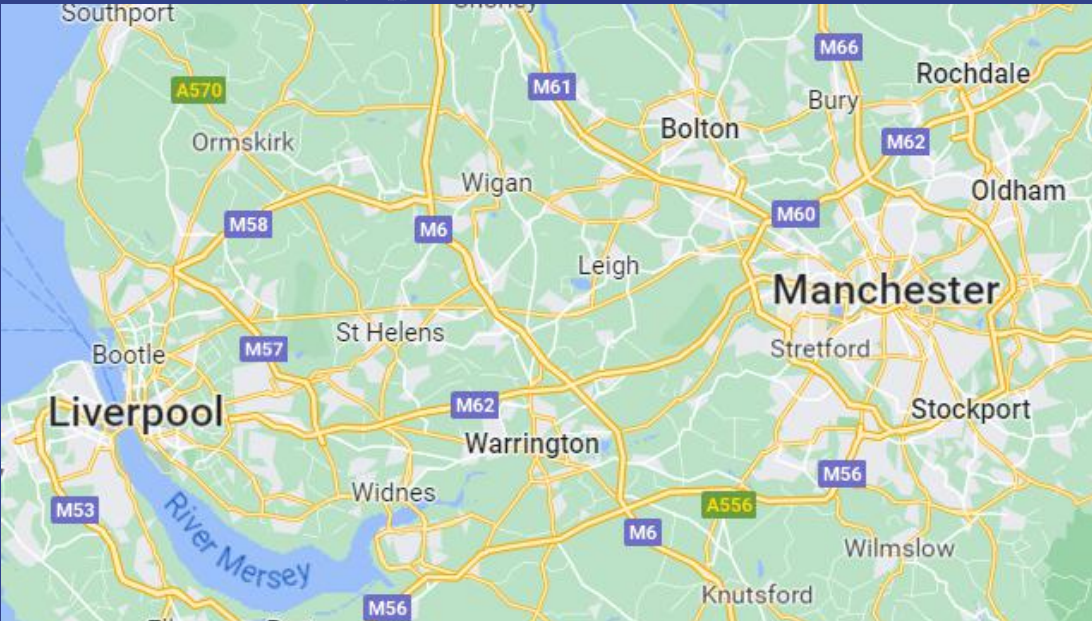 Southport
M66
Rochdale
M61
A570
Bury
Bolton
Ormskirk
M62
Wigan
Oldham
M58
M6
M60
Leigh
Manchester
St Helens
Bootle
M57
Stretford
Liverpool
M62
Stockport
Warrington
M56
Widnes
M53
A556
River Mersey
M6
Wilmslow
Knutsford
M56